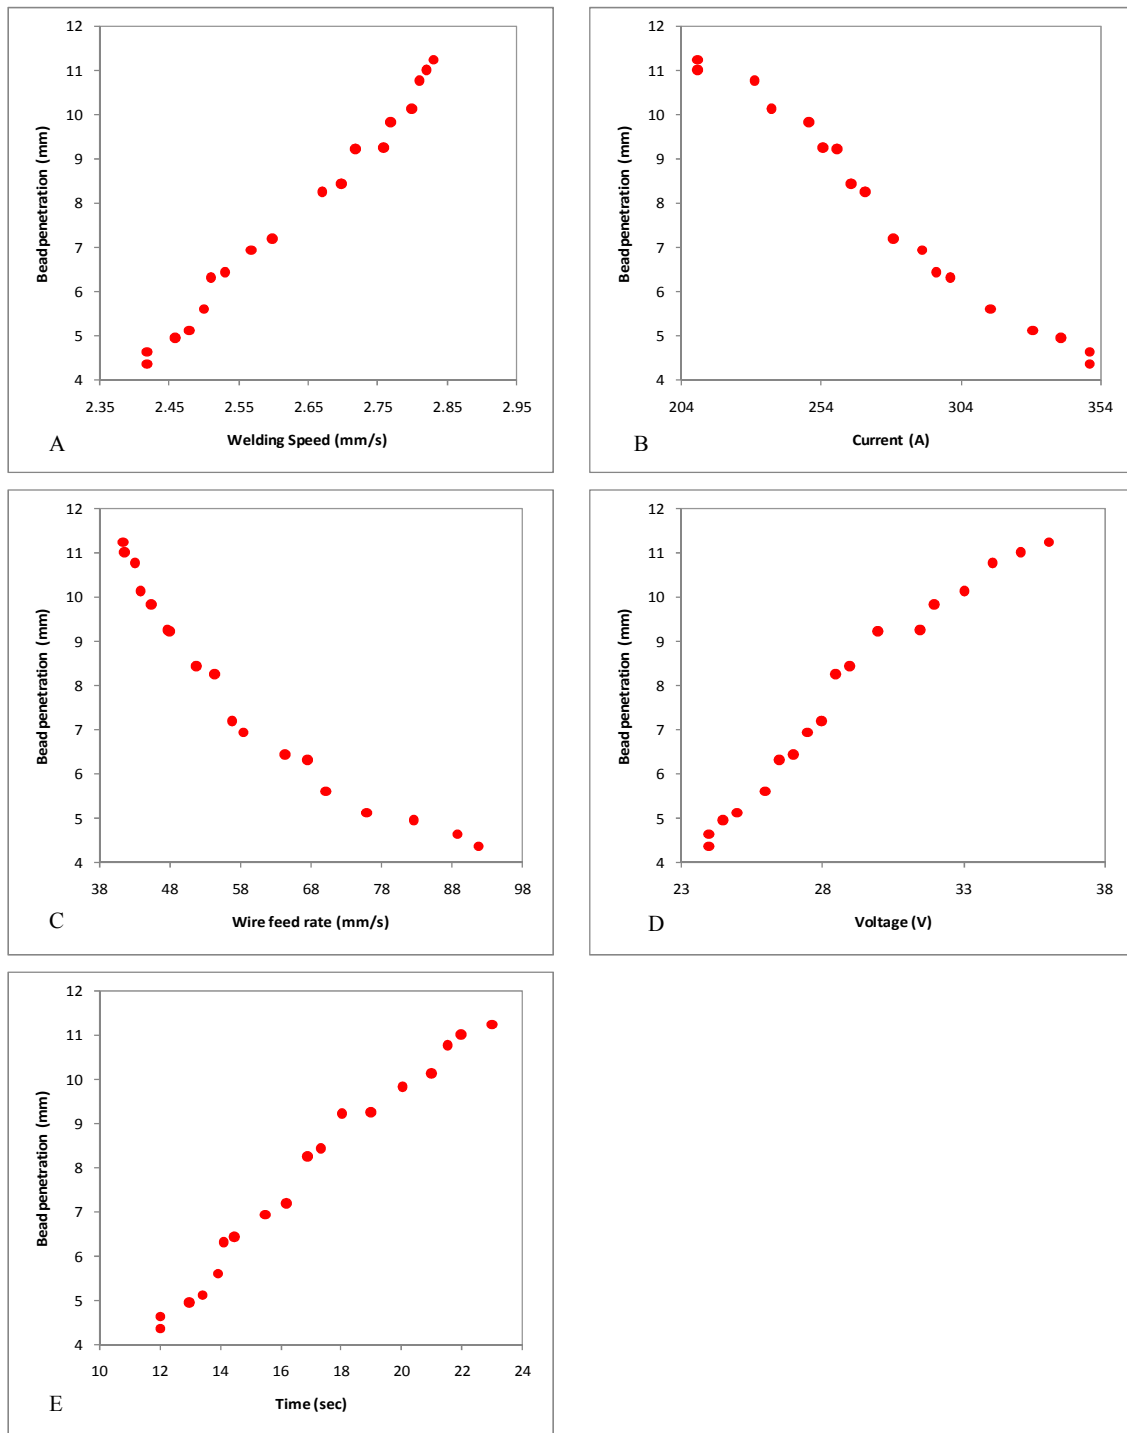 12
11
10
9
8
7
6
5
4
Bead penetration (mm)
2.35 2.45 2.55 2.65 2.75 2.85 2.95
Welding Speed (mm/s)
A
12
11
10
9
8
7
6
5
4
Bead penetration (mm)
204 254 304 354
Current (A)
B
12
11
10
9
8
7
6
5
4
Bead penetration (mm)
38 48 58 68 78 88 98
Wire feed rate (mm/s)
C
12
11
10
9
8
7
6
5
4
Bead penetration (mm)
23 28 33 38
Voltage (V)
D
12
11
10
9
8
7
6
5
4
Bead penetration (mm)
10 12 14 16 18 20 22 24
Time (sec)
E